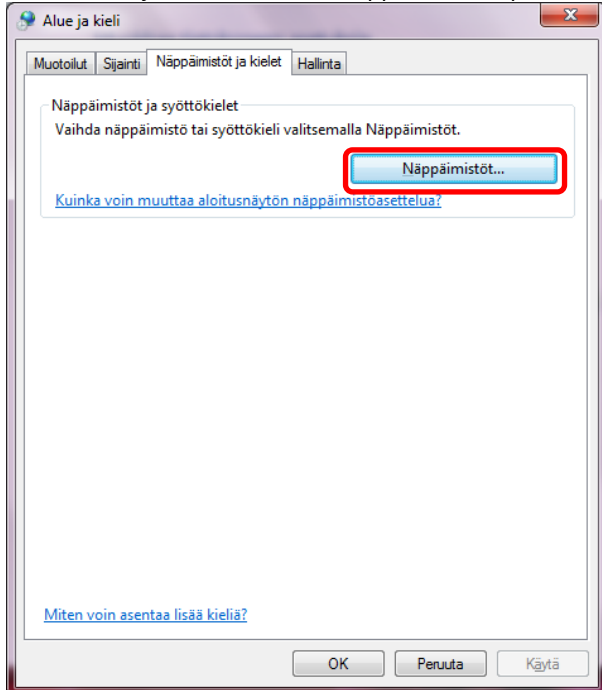 Alue ja kieli
Muotoilut Sijainti Näppäimistöt ja kielet Hallinta
Näppäimistöt ja syöttökielet
Vaihda näppäimistö tai syöttökieli valitsemalla Näppäimistöt.
Näppäimistöt...
Kuinka voin muuttaa aloitusnäytön näppäimistöasettelua?
Miten voin asentaa lisää kieliä?
OK Peruuta Käytä